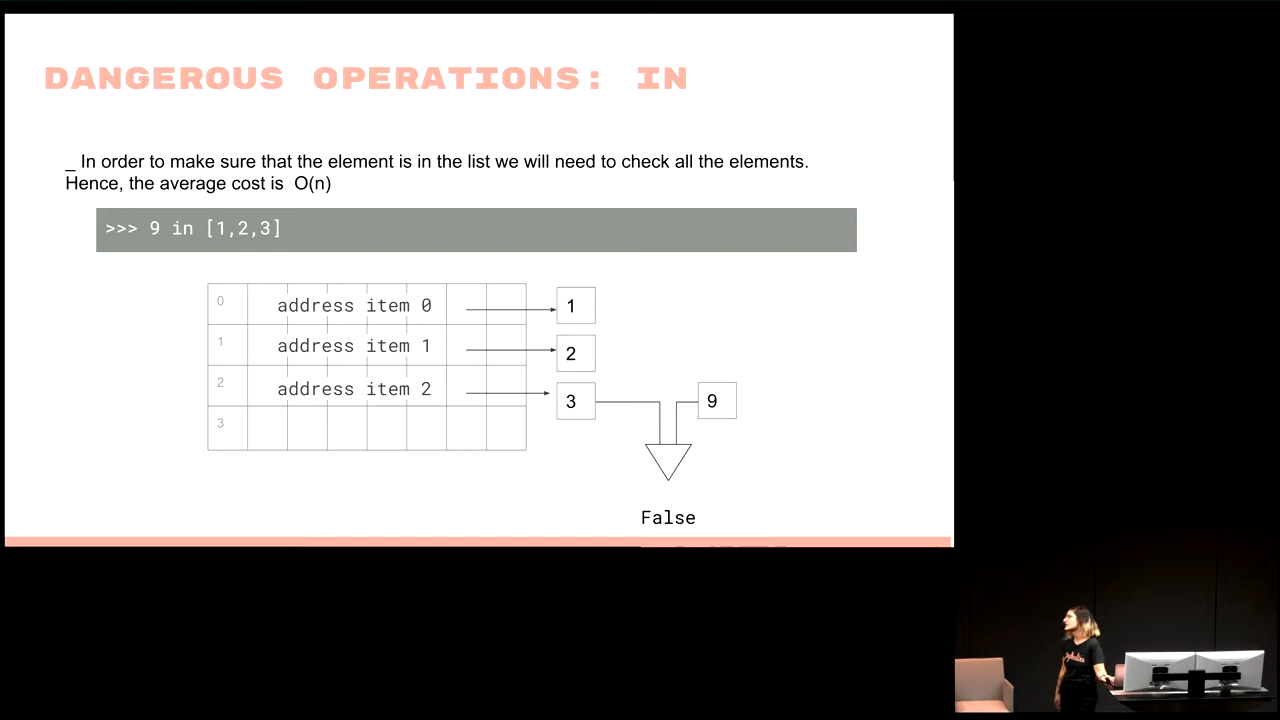 DANGEROUS OPERATIONS: IN
_ In order to make sure that the element is in the list we will need to check all the elements.
Hence, the average cost is O(n)
>>> 9 in [1,2,3]
0 address item 0 1
1 address item 1 2
2 address item 2 3 9
3
False